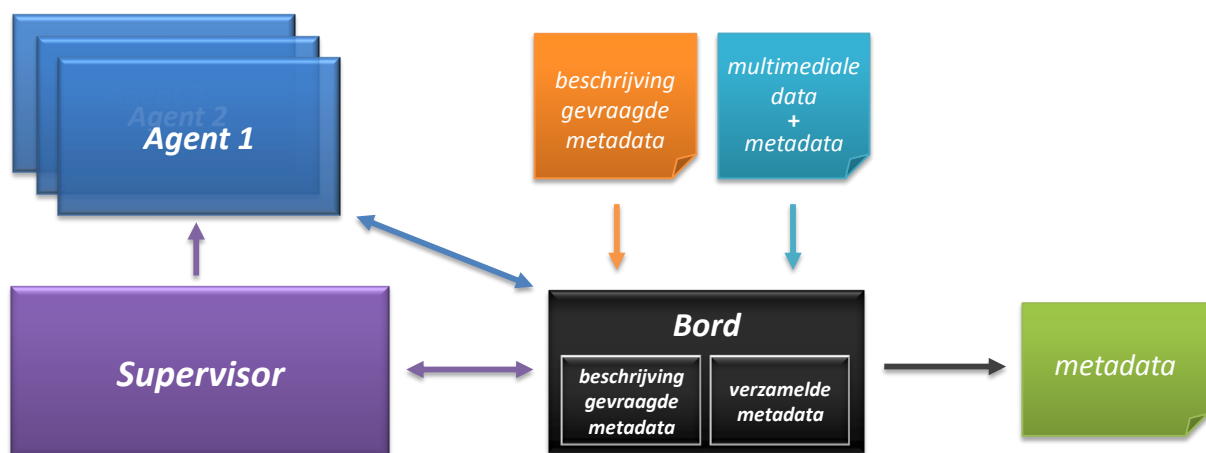 Agent 2
Agent 1
beschrijving
gevraagde
metadata
multimediale
data
+
metadata
Supervisor
Bord
beschrijving
gevraagde
metadata
verzamelde
metadata
metadata